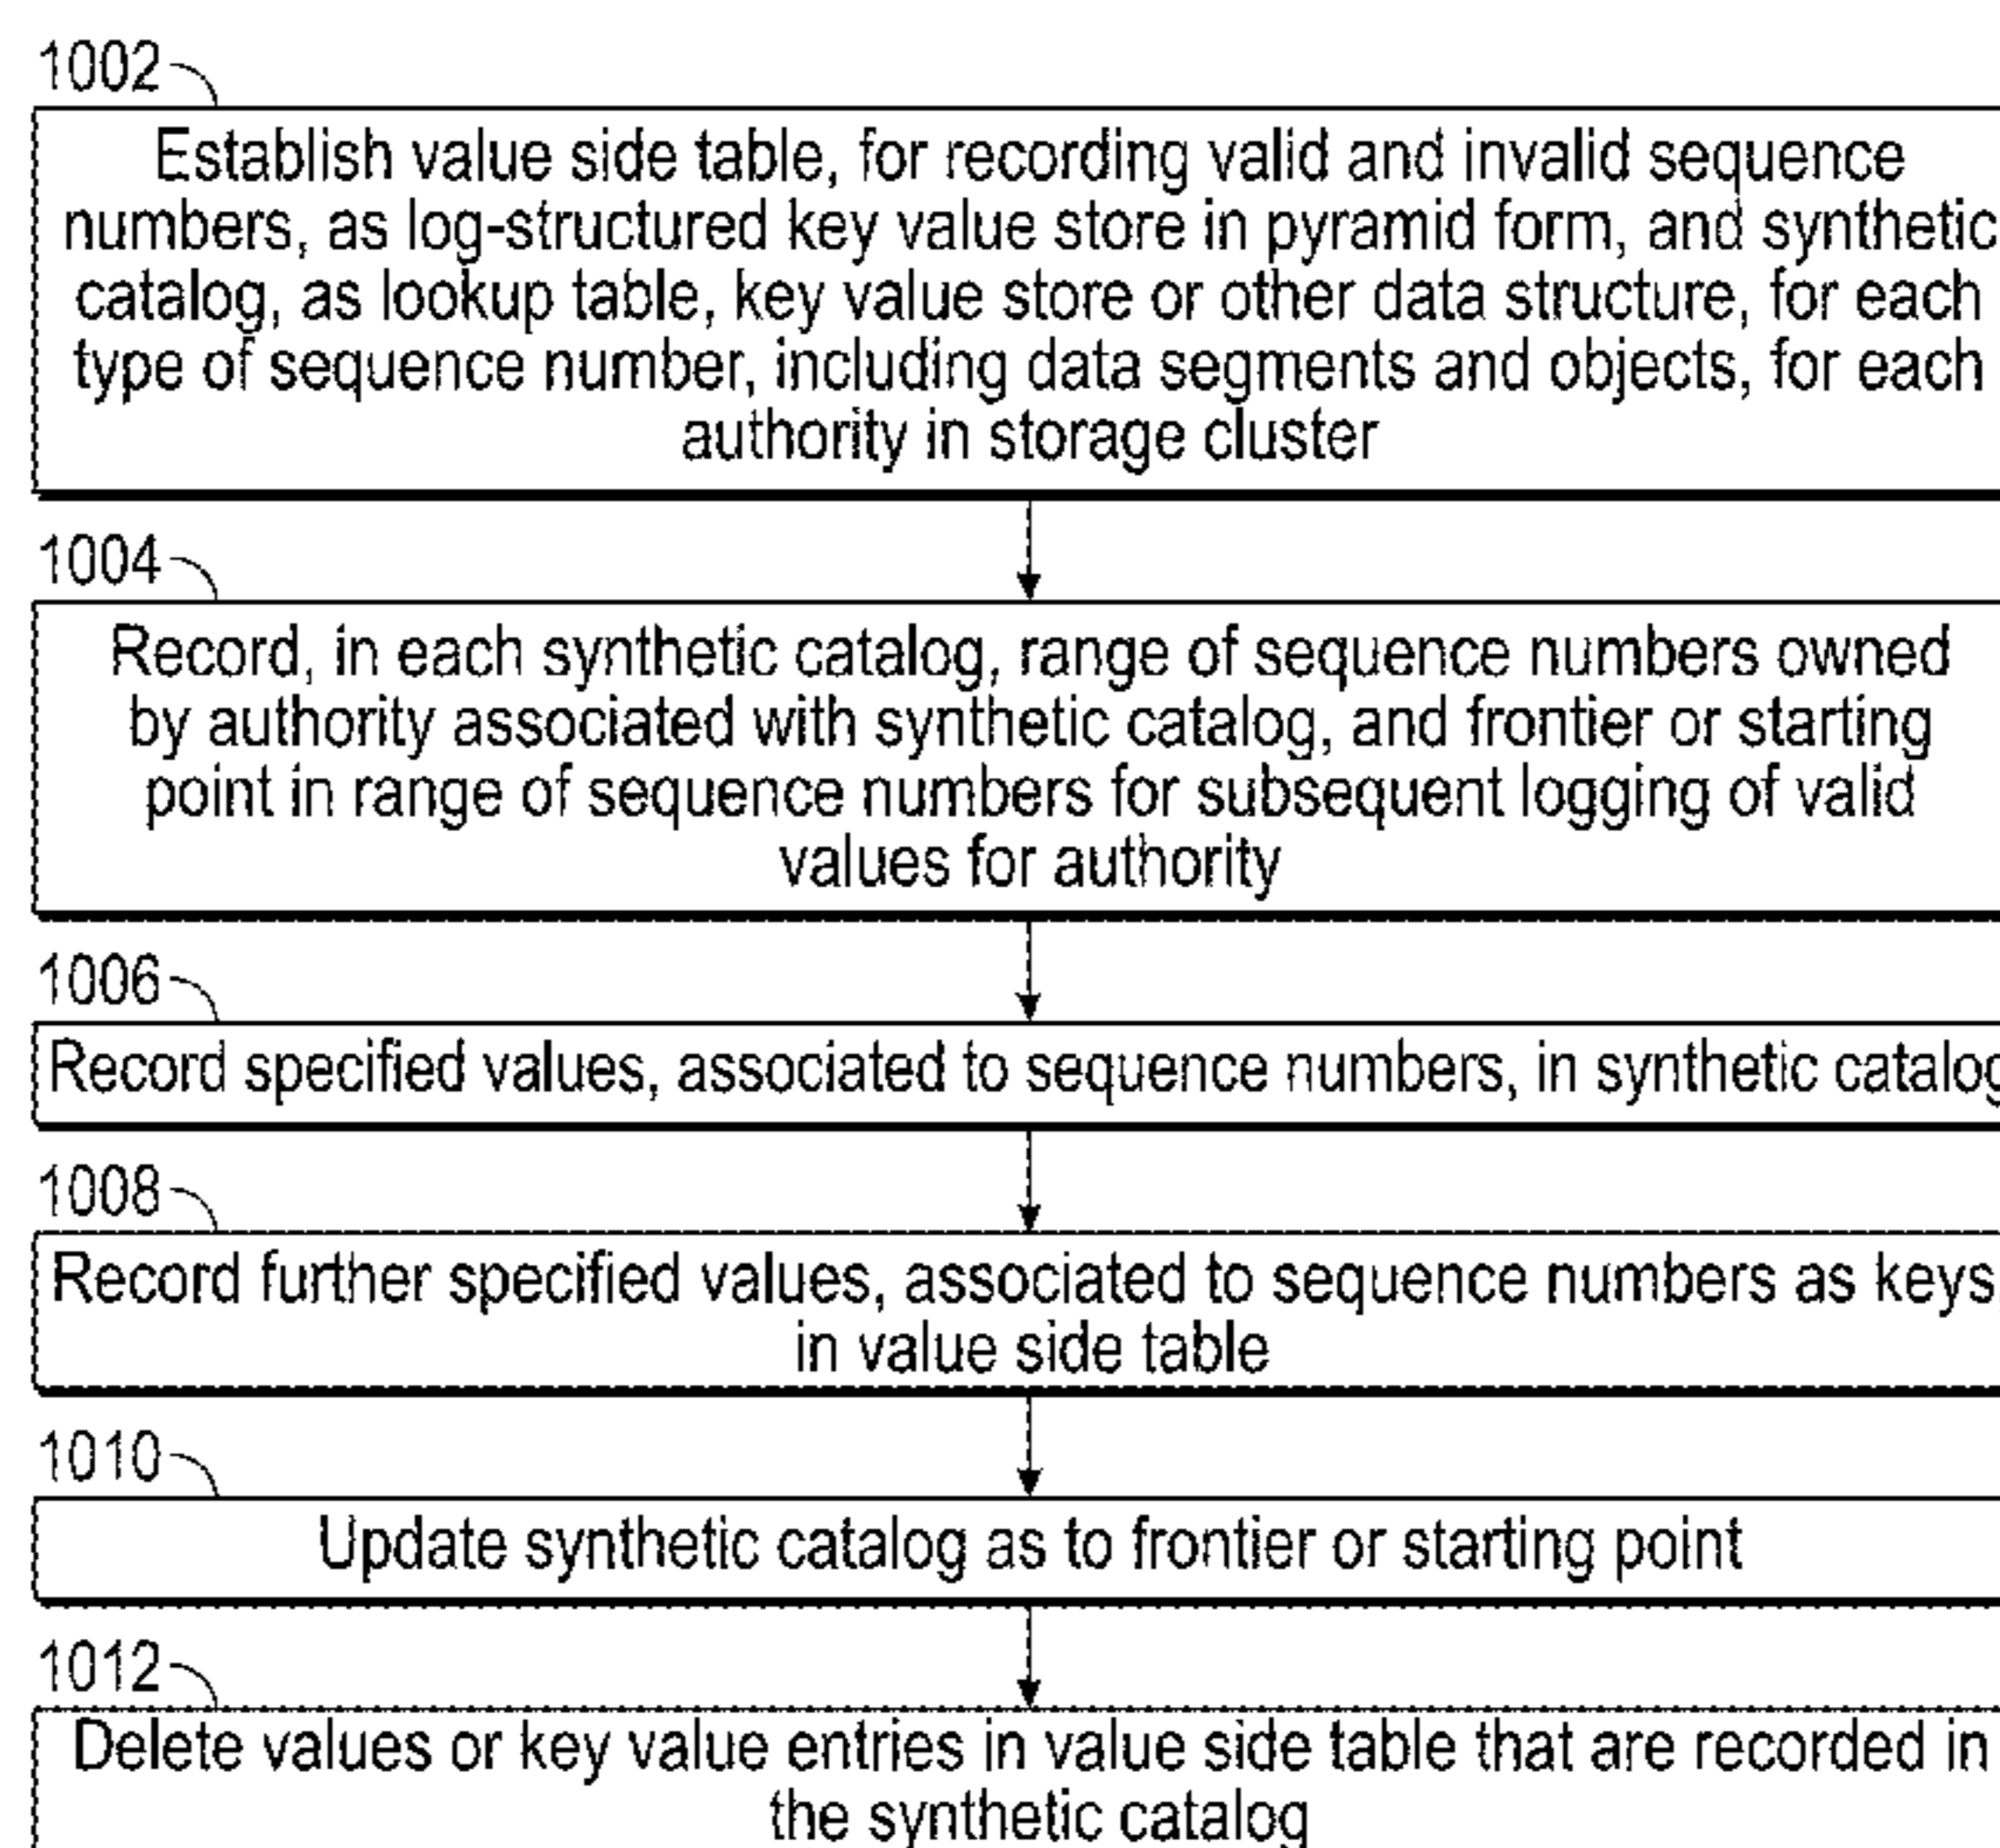 1002
Establish value side table, for recording valid and invalid sequence
numbers, as log-structured key value store in pyramid form, and synthetic
catalog, as lookup table, key value store or other data structure, for each
type of sequence number, including data segments and objects, for each
authority in storage cluster
1004
Record, in each synthetic catalog, range of sequence numbers owned
by authority associated with synthetic catalog, and frontier or starting
point in range of sequence numbers for subsequent logging of valid
values for authority
1006
Record specified values, associated to sequence numbers, in synthetic catalog
1008
Record further specified values, associated to sequence numbers as keys,
in value side table
1010
Update synthetic catalog as to frontier or starting point
1012
Delete values or key value entries in value side table that are recorded in
the synthetic catalog